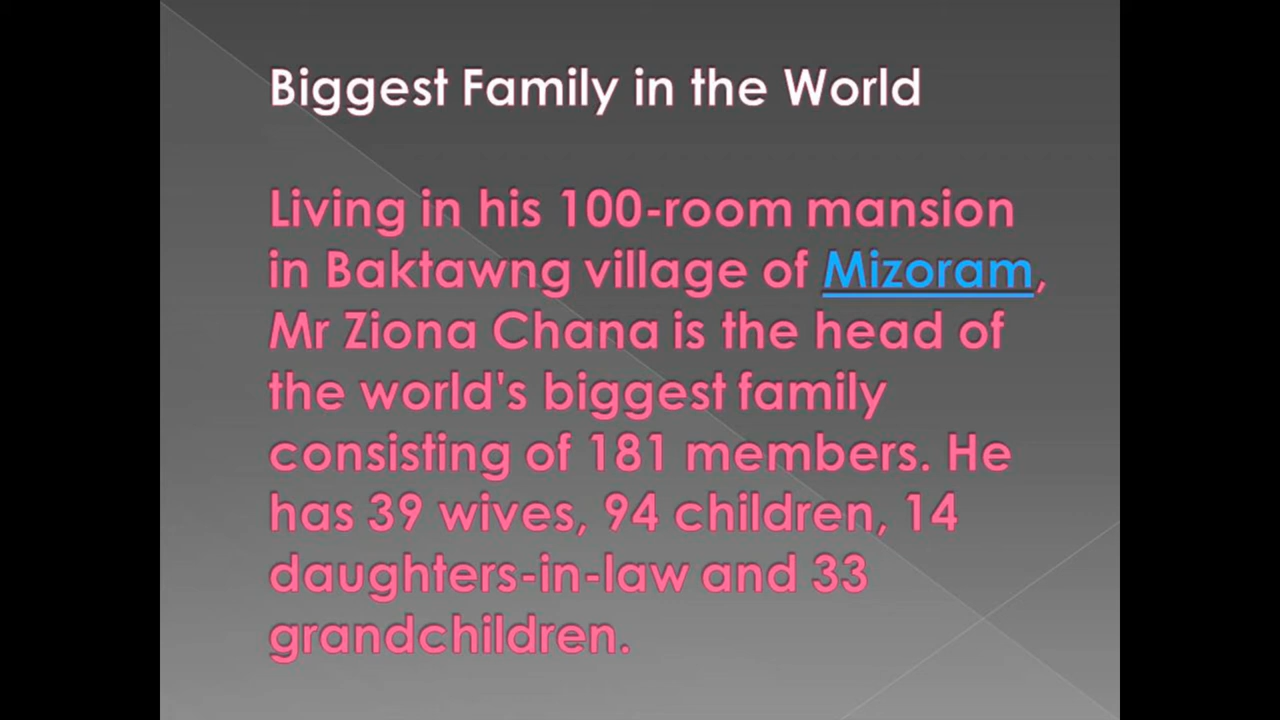 Biggest Family in the World
Living in his 100-room mansion
in Baktawng village of Mizoram,
Mr Ziona Chana is the head of
the world's biggest family
consisting of 181 members. He
has 39 wives, 94 children, 14
daughters-in-law and 33
grandchildren.